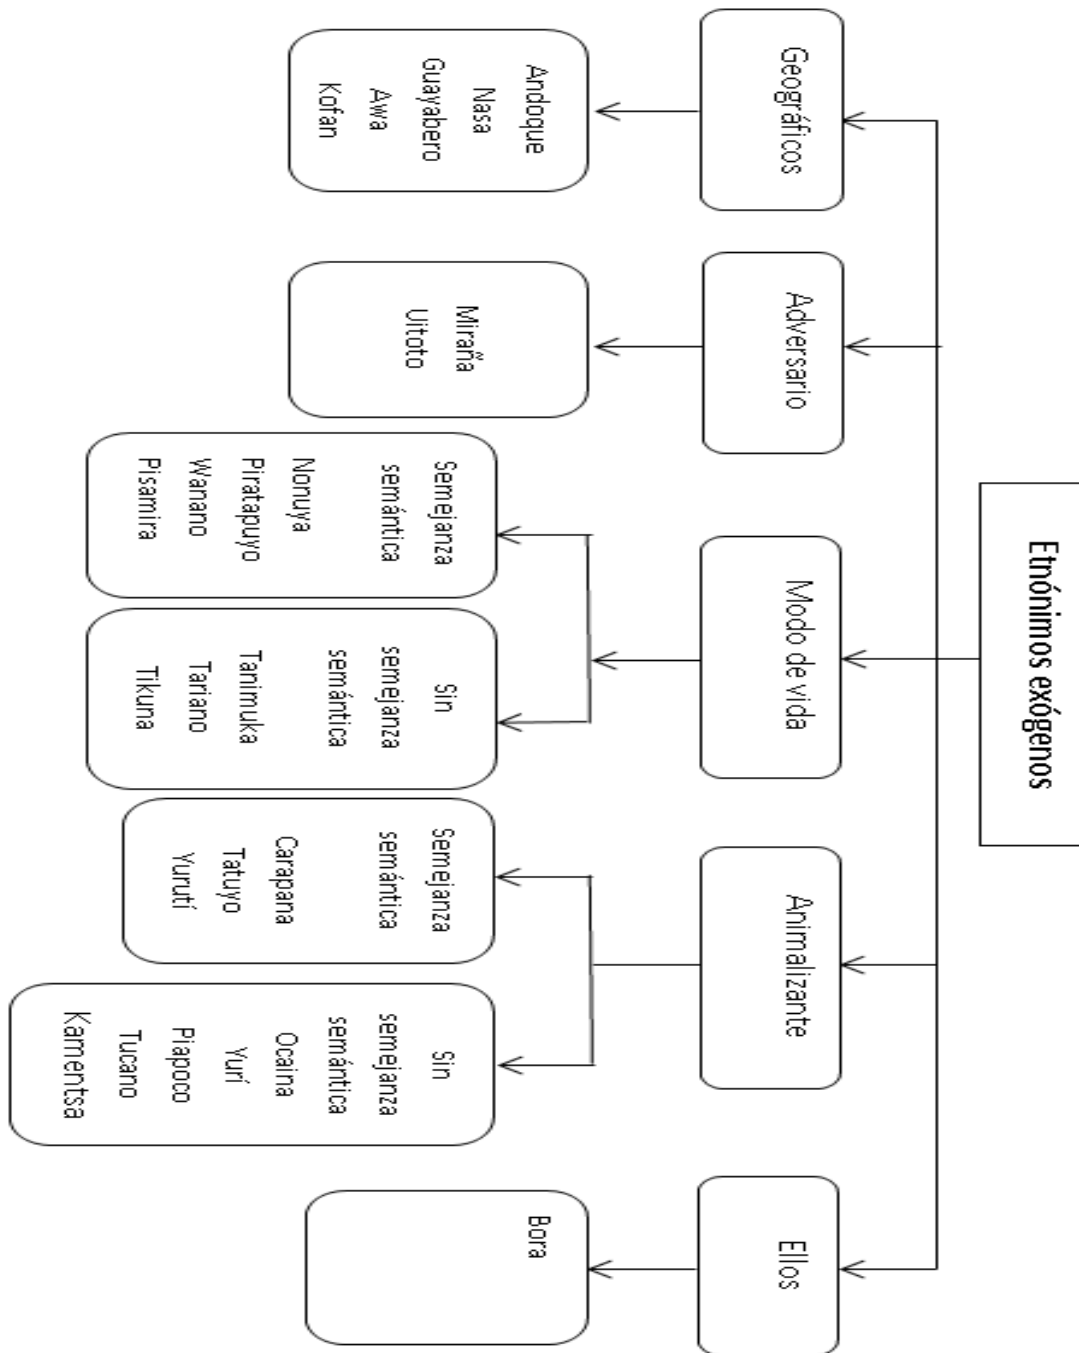 Etnónimos exógenos
Geográficos
Adversario
Modo de vida
Animalizante
Ellos
Andoque
Nasa
Guayabero
Awa
Kofan
Miraña
Uitoto
Semejanza
semántica
Nonuya
Piratapuyo
Wanano
Pisamira
Sin
semejanza
semántica
Tanimuka
Tariano
Tikuna
Semejanza
semántica
Carapana
Tatuyo
Yurutí
Sin
semejanza
semántica
Ocaina
Yurí
Piapoco
Tucano
Kamentsa
Bora